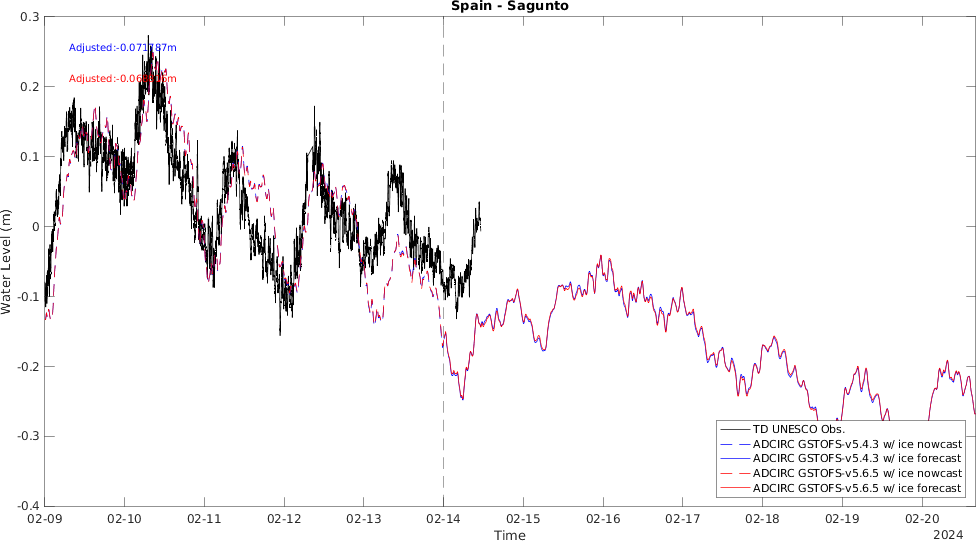 Spain - Sagunto
0.3
0.2
0.1
0
-0.1
-0.2
-0.3
-0.4
Water Level (m)
Adjusted:-0.071787m
02-09
02-10
02-11
02-12
02-13
02-14
02-15
02-16
02-17
02-18
02-19
02-20
Time
2024
TD UNESCO Obs.
ADCIRC GSTOFS-v5.4.3 w/ ice nowcast
ADCIRC GSTOFS-v5.4.3 w/ ice forecast
ADCIRC GSTOFS-v5.6.5 w/ ice nowcast
ADCIRC GSTOFS-v5.6.5 w/ ice forecast